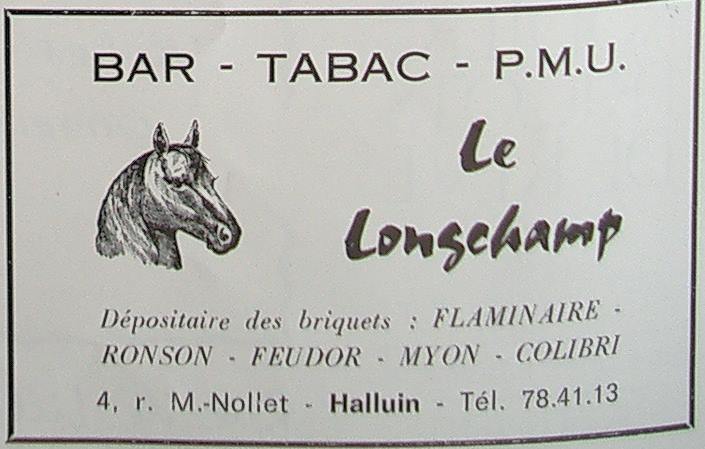 BAR - TABAC - P.M.U.
Le
Longchamp
Dépositaire des briquets : FLAMINAIRE -
RONSON - FEUDOR - MYON - COLIBRI
4, r. M.-Nollet - Halluin - Tél. 78.41.13